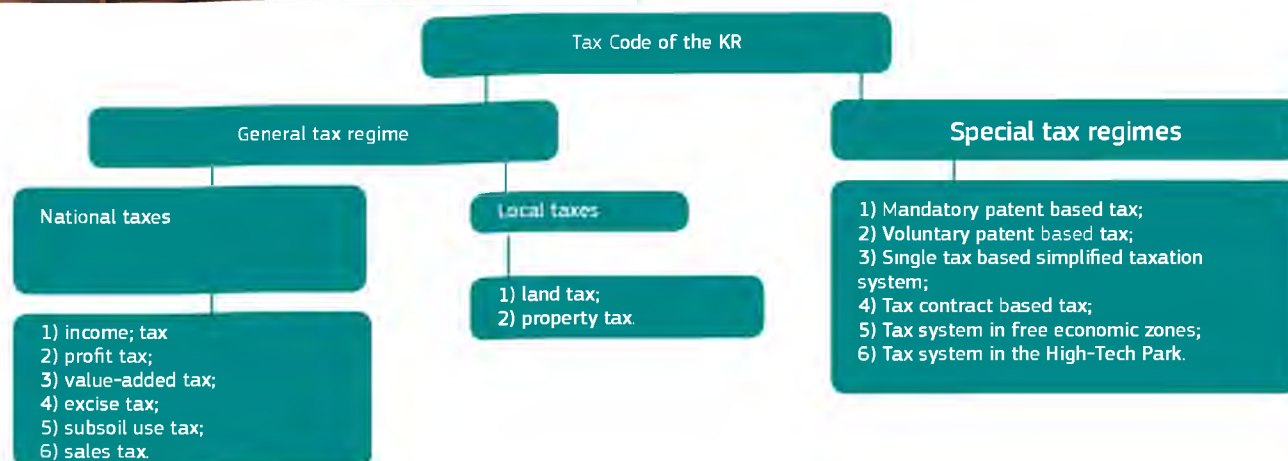 Tax Code of the KR
General tax regime
Special tax regimes
National taxes
Local taxes
1) income; tax
2) profit tax;
3) value-added tax;
4) excise tax;
5) subsoil use tax;
6) sales tax.
1) land tax;
2) property tax.
1) Mandatory patent based tax;
2) Voluntary patent based tax;
3) Single tax based simplified taxation
system;
4) Tax contract based tax;
5) Tax system in free economic zones;
6) Tax system in the High-Tech Park.